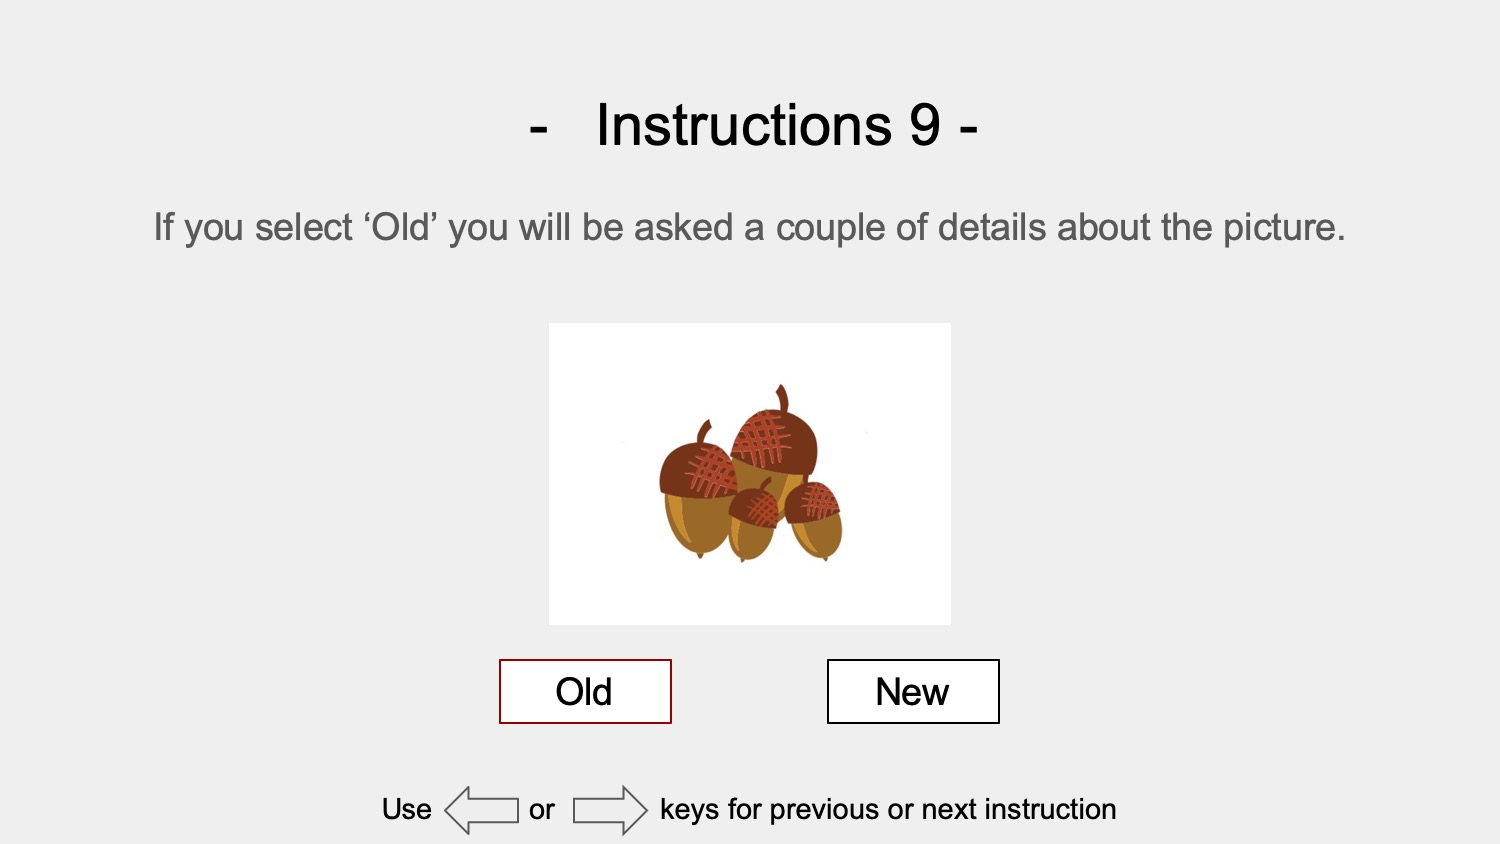 - Instructions 9 -
If you select ‘Old’ you will be asked a couple of details about the picture.
Old New
Use or keys for previous or next instruction